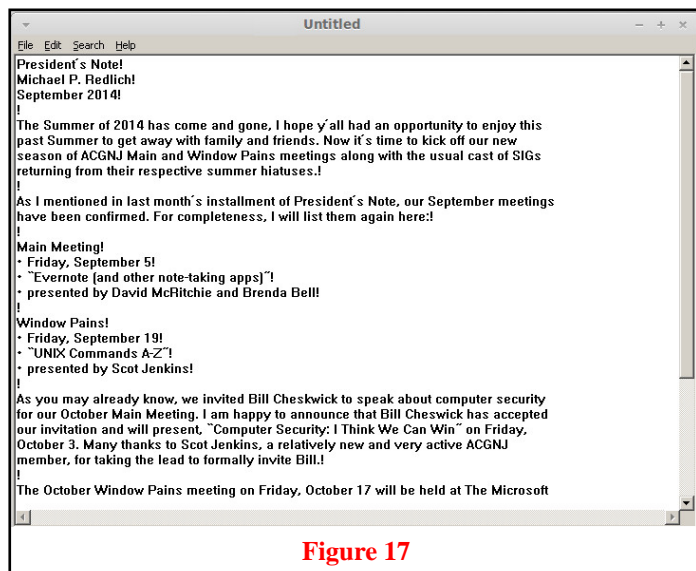 Untitled
File Edit Search Help
President´s Note!
Michael P. Redlich!
September 2014!
!
The Summer of 2014 has come and gone, I hope y´all had an opportunity to enjoy this
past Summer to get away with family and friends. Now it´s time to kick off our new
season of ACGNJ Main and Window Pains meetings along with the usual cast of SIGs
returning from their respective summer hiatuses.!
!
As I mentioned in last month´s installment of President´s Note, our September meetings
have been confirmed. For completeness, I will list them again here:!
!
Main Meeting!
• Friday, September 5!
• ˝Evernote (and other note-taking apps)˝!
• presented by David McRitchie and Brenda Bell!
!
Window Pains!
• Friday, September 19!
• ˝UNIX Commands A-Z˝!
• presented by Scot Jenkins!
!
As you may already know, we invited Bill Cheskwick to speak about computer security
for our October Main Meeting. I am happy to announce that Bill Cheswick has accepted
our invitation and will present, ˝Computer Security: I Think We Can Win˝ on Friday,
October 3. Many thanks to Scot Jenkins, a relatively new and very active ACGNJ
member, for taking the lead to formally invite Bill.!
!
The October Window Pains meeting on Friday, October 17 will be held at The Microsoft
Figure 17